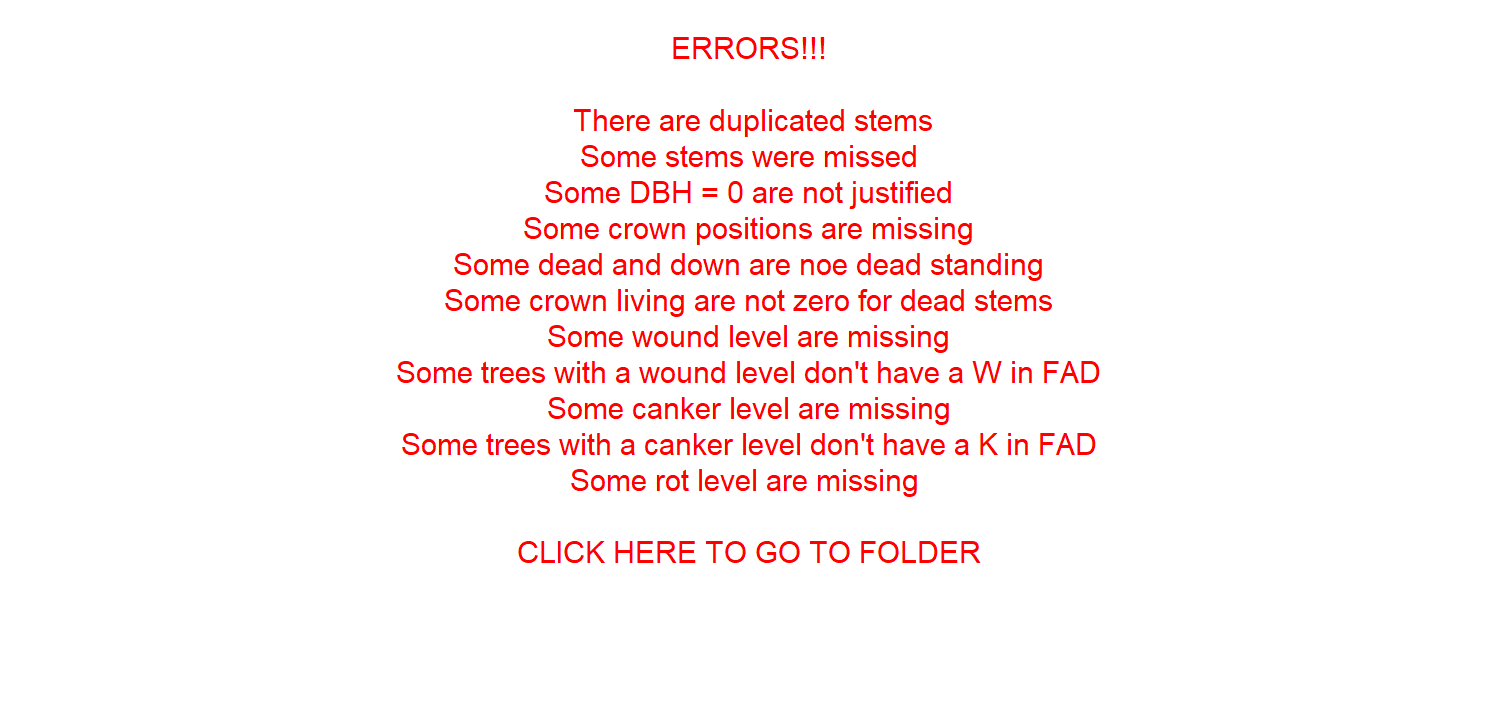 ERRORS!!!
There are duplicated stems
Some stems were missed
Some DBH = 0 are not justified
Some crown positions are missing
Some dead and down are noe dead standing
Some crown living are not zero for dead stems
Some wound level are missing
Some trees with a wound level don't have a W in FAD
Some canker level are missing
Some trees with a canker level don't have a K in FAD
Some rot level are missing
CLICK HERE TO GO TO FOLDER